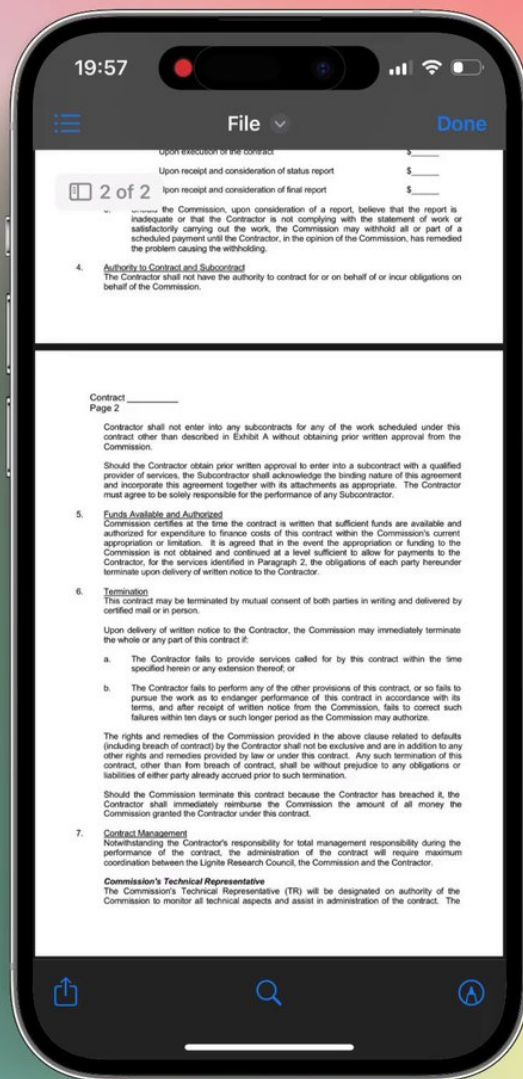 19:57
File
Done
Upon execution of the contract $______
2 of 2
Upon receipt and consideration of status report $______
Upon receipt and consideration of final report $______
the Commission, upon consideration of a report, believe that the report is
inadequate or that the Contractor is not complying with the statement of work or
satisfactorily carrying out the work, the Commission may withhold all or part of a
scheduled payment until the Contractor, in the opinion of the Commission, has remedied
the problem causing the withholding.
4. Authority to Contract and Subcontract
The Contractor shall not have the authority to contract for or on behalf of or incur obligations on
behalf of the Commission.
Contract __________
Page 2
Contractor shall not enter into any subcontracts for any of the work scheduled under this
contract other than described in Exhibit A without obtaining prior written approval from the
Commission.
Should the Contractor obtain prior written approval to enter into a subcontract with a qualified
provider of services, the Subcontractor shall acknowledge the binding nature of this agreement
and incorporate this agreement together with its attachments as appropriate. The Contractor
must agree to be solely responsible for the performance of any Subcontractor.
5. Funds Available and Authorized
Commission certifies at the time the contract is written that sufficient funds are available and
authorized for expenditure to finance costs of this contract within the Commission's current
appropriation or limitation. It is agreed that in the event the appropriation or funding to the
Commission is not obtained and continued at a level sufficient to allow for payments to the
Contractor, for the services identified in Paragraph 2, the obligations of each party hereunder
terminate upon delivery of written notice to the Contractor.
6. Termination
This contract may be terminated by mutual consent of both parties in writing and delivered by
certified mail or in person.
Upon delivery of written notice to the Contractor, the Commission may immediately terminate
the whole or any part of this contract if:
a. The Contractor fails to provide services called for by this contract within the time
specified herein or any extension thereof; or
b. The Contractor fails to perform any of the other provisions of this contract, or so fails to
pursue the work as to endanger performance of this contract in accordance with its
terms, and after receipt of written notice from the Commission, fails to correct such
failures within ten days or such longer period as the Commission may authorize.
The rights and remedies of the Commission provided in the above clause related to defaults
(including breach of contract) by the Contractor shall not be exclusive and are in addition to any
other rights and remedies provided by law or under this contract. Any such termination of this
contract, other than from breach of contract, shall be without prejudice to any obligations or
liabilities of either party already accrued prior to such termination.
Should the Commission terminate this contract because the Contractor has breached it, the
Contractor shall immediately reimburse the Commission the amount of all money the
Commission granted the Contractor under this contract.
7. Contract Management
Notwithstanding the Contractor's responsibility for total management responsibility during the
performance of the contract, the administration of the contract will require maximum
coordination between the Lignite Research Council, the Commission and the Contractor.
Commission's Technical Representative
The Commission's Technical Representative (TR) will be designated on authority of the
Commission to monitor all technical aspects and assist in administration of the contract. The